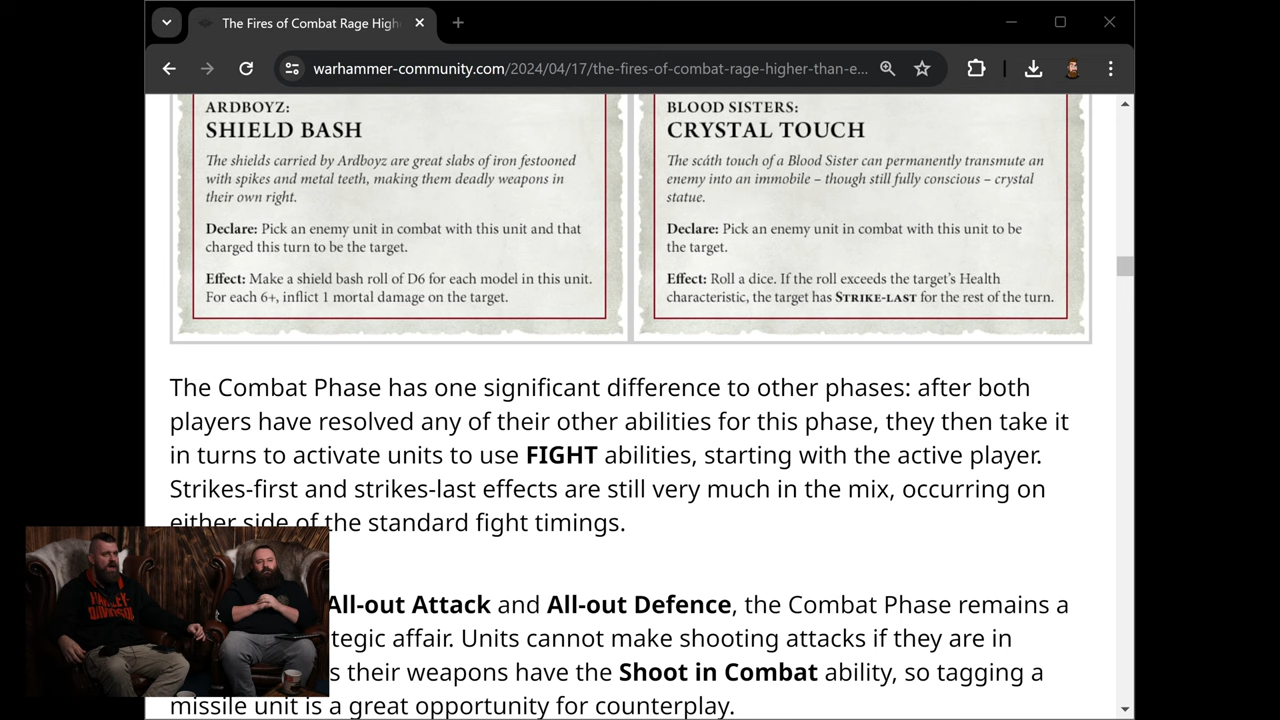 The Fires of Combat Rage High
warhammer-community.com/2024/04/17/the-fires-of-combat-rage-higher-than-e...
ARDBOYZ:
SHIELD BASH
The shields carried by Ardboyz are great slabs of iron festooned
with spikes and metal teeth, making them deadly weapons in
their own right.
Declare: Pick an enemy unit in combat with this unit and that
charged this turn to be the target.
Effect: Make a shield bash roll of D6 for each model in this unit.
For each 6+, inflict 1 mortal damage on the target.
BLOOD SISTERS:
CRYSTAL TOUCH
The scáth touch of a Blood Sister can permanently transmute an
enemy into an immobile – though still fully conscious – crystal
statue.
Declare: Pick an enemy unit in combat with this unit to be
the target.
Effect: Roll a dice. If the roll exceeds the target's Health
characteristic, the target has STRIKE-LAST for the rest of the turn.
The Combat Phase has one significant difference to other phases: after both
players have resolved any of their other abilities for this phase, they then take it
in turns to activate units to use FIGHT abilities, starting with the active player.
Strikes-first and strikes-last effects are still very much in the mix, occurring on
either side of the standard fight timings.
All-out Attack and All-out Defence, the Combat Phase remains a
tegic affair. Units cannot make shooting attacks if they are in
s their weapons have the Shoot in Combat ability, so tagging a
missile unit is a great opportunity for counterplay.
HARLEY-
DAVIDSON